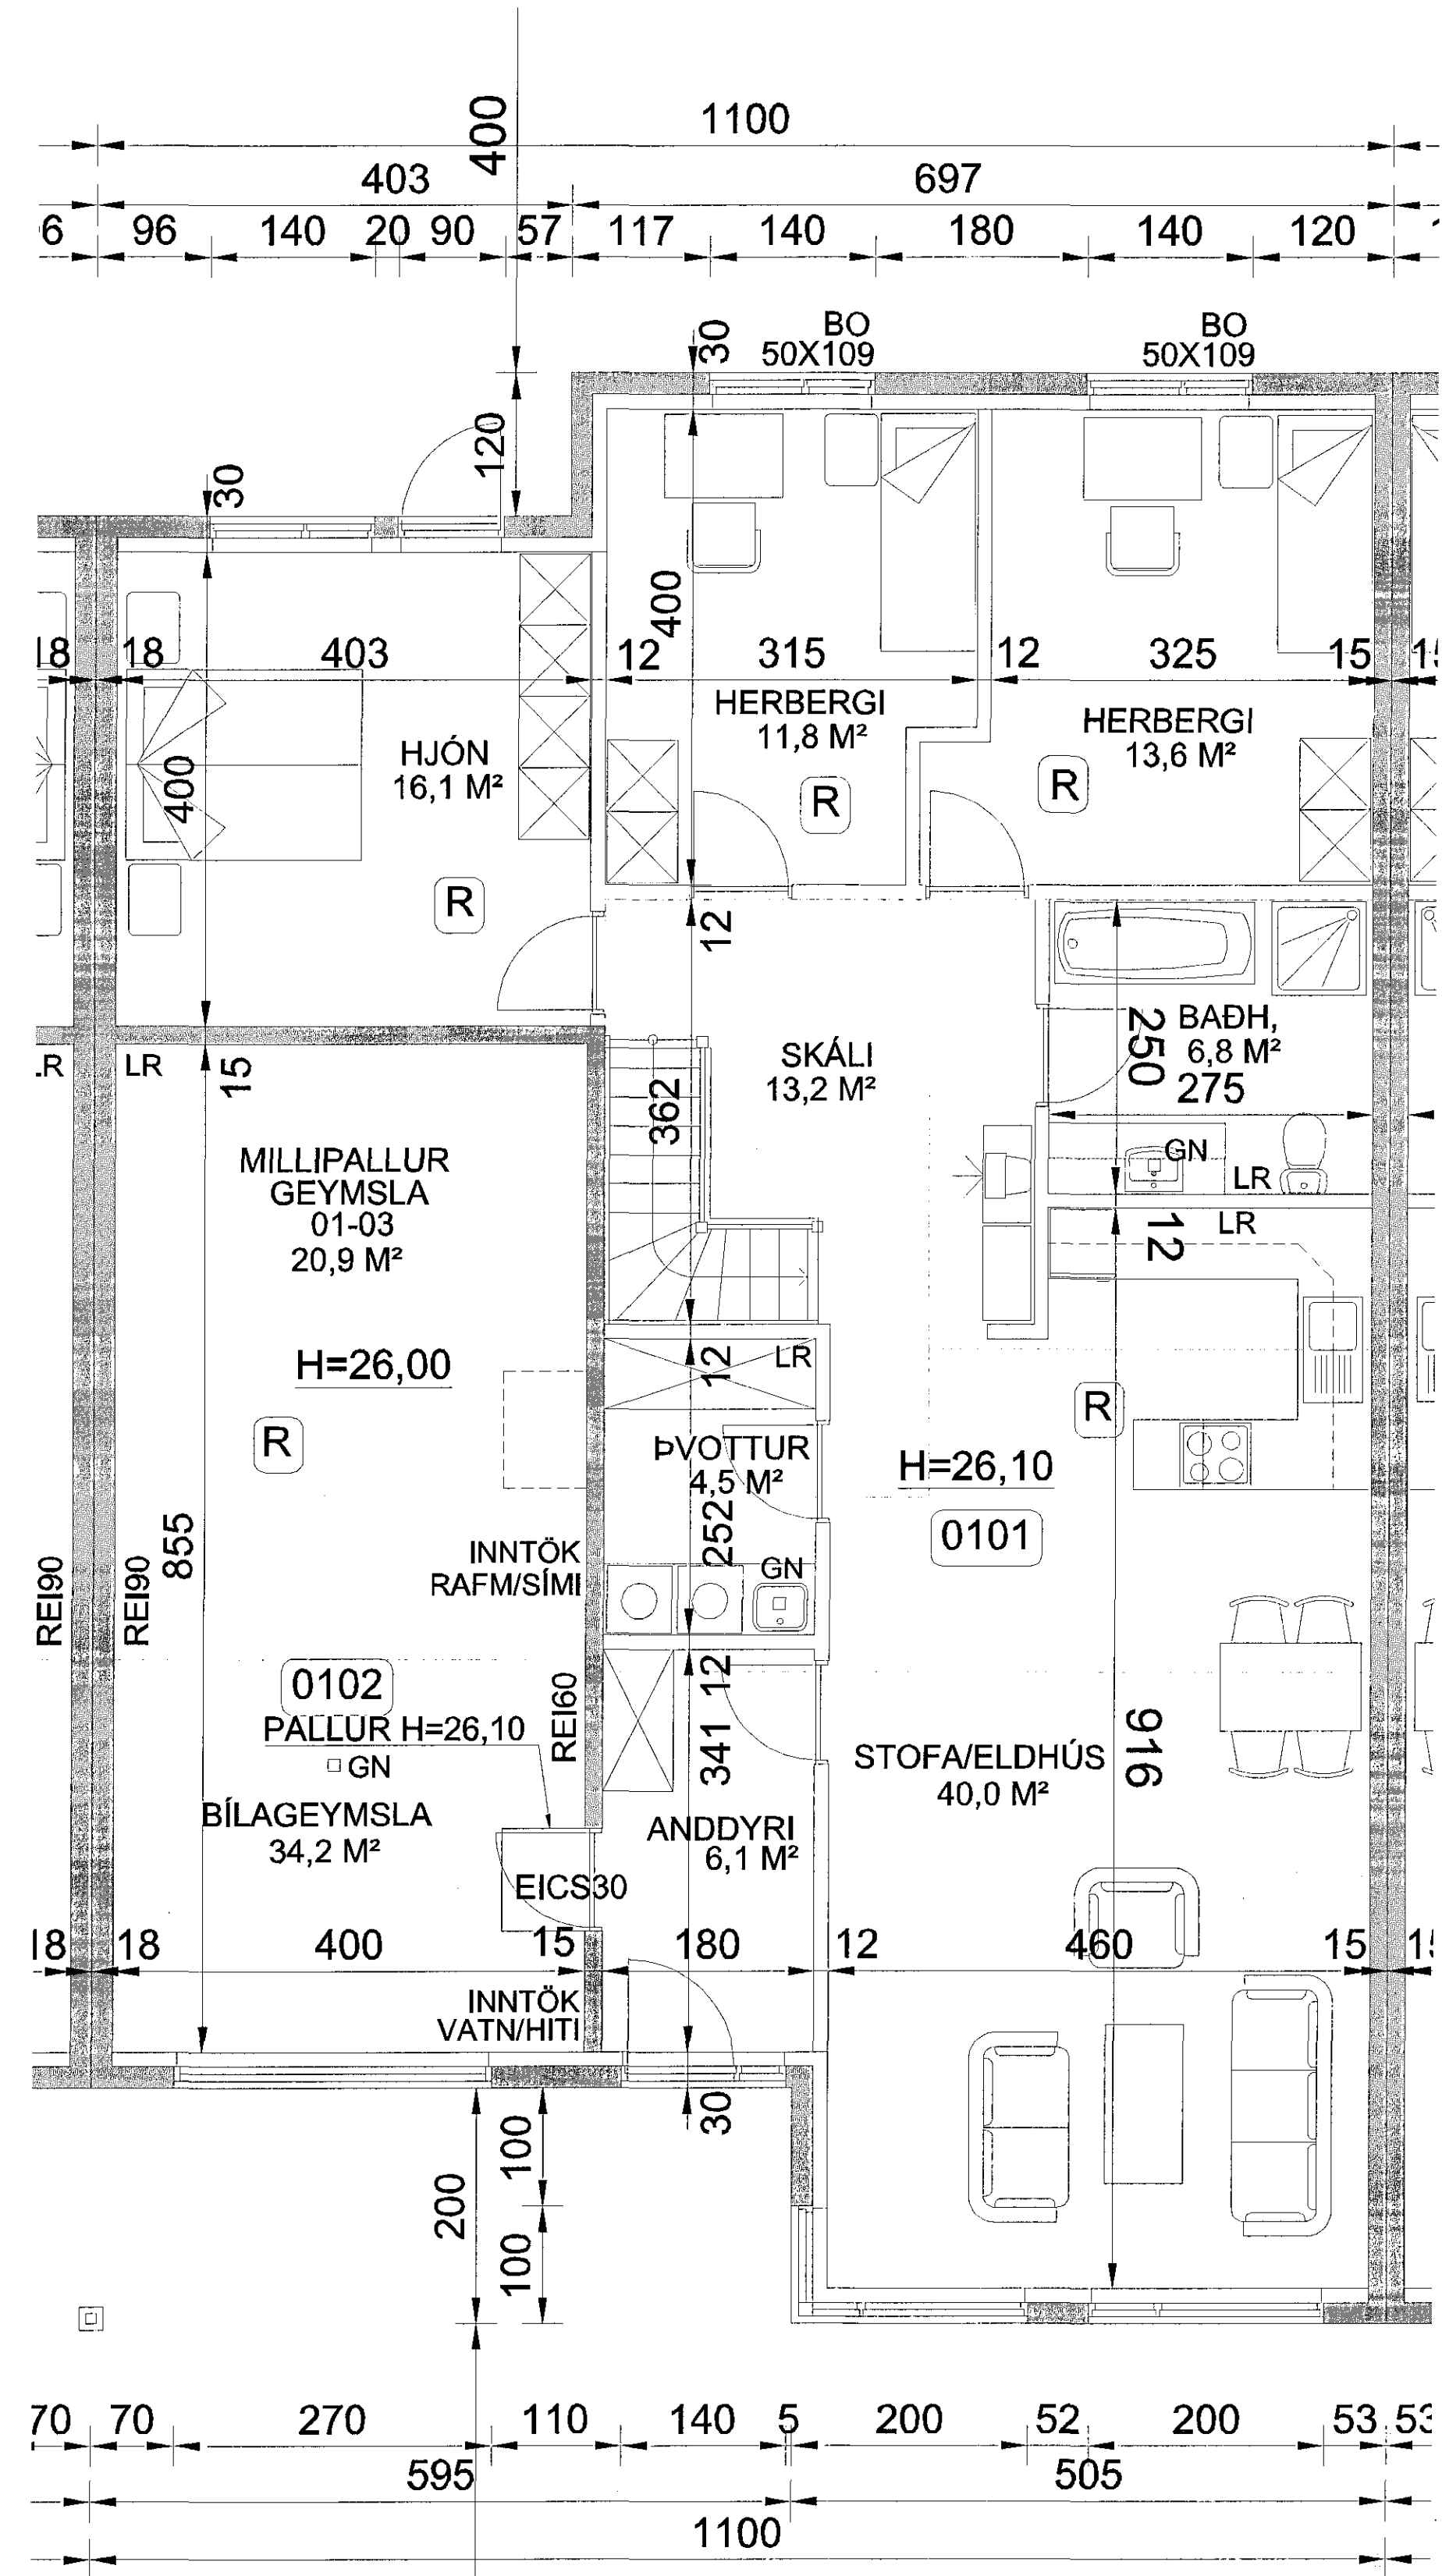 400
1100
403
697
6
96
140
20
90
57
117
140
180
140
120
30
BO
50X109
BO
50X109
120
30
400
18
18
403
12
315
12
325
15
HERBERGI
11,8 M²
HERBERGI
13,6 M²
HJÓN
16,1 M²
400
R
R
R
12
SKÁLI
13,2 M²
250
BAÐH,
6,8 M²
275
LR
LR
15
362
MILLIPALLUR
GEYMSLA
01-03
20,9 M²
GN
LR
12
LR
H=26,00
12
LR
R
R
ÞVOTTUR
4,5 M²
H=26,10
0101
252
855
INNTÖK
RAFM/SÍMI
GN
REI90
REI90
0102
REI60
12
PALLUR H=26,10
GN
341
916
STOFA/ELDHÚS
40,0 M²
BÍLAGEYMSLA
34,2 M²
ANDDYRI
6,1 M²
EICS30
18
18
400
15
180
12
460
15
INNTÖK
VATN/HITI
30
100
200
100
70
70
270
110
140
5
200
52
200
53
53
595
505
1100